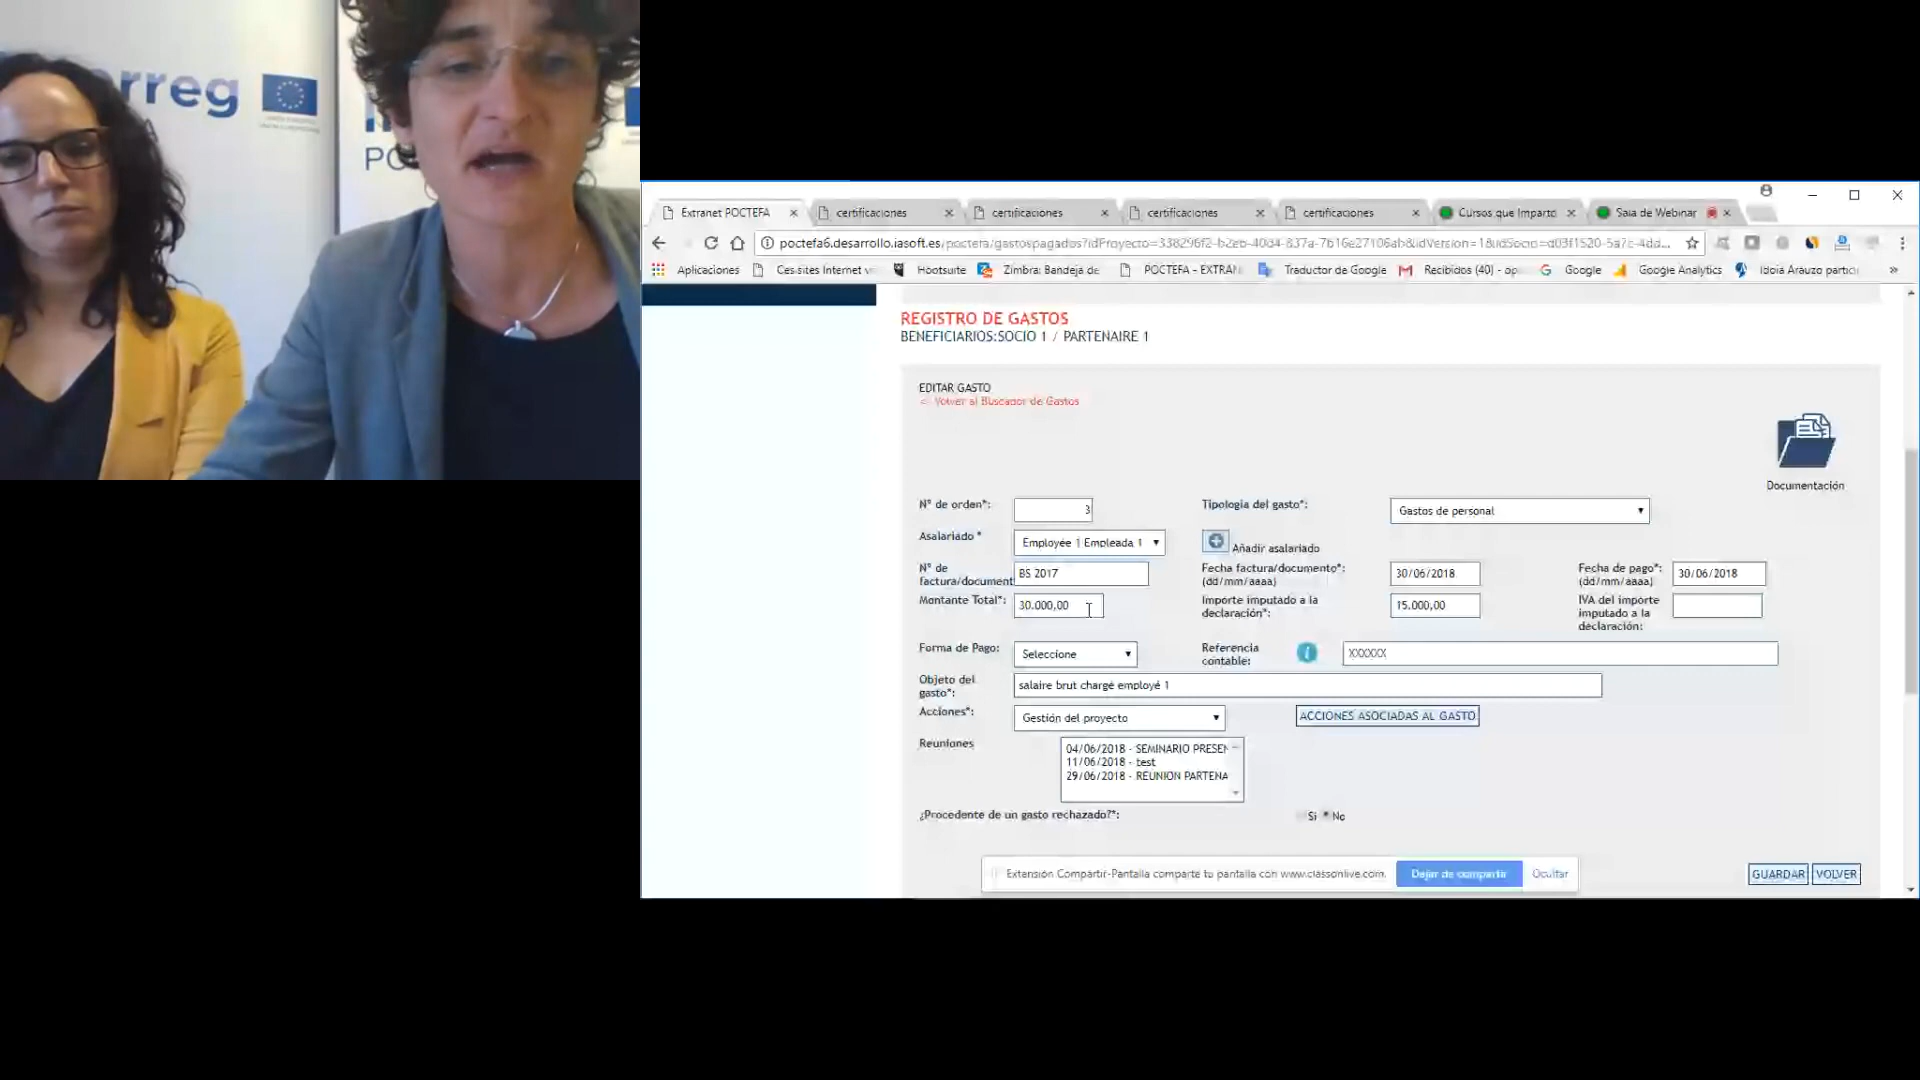 rreg
PO
Extranet POCTEFA
certificaciones
certificaciones
certificaciones
certificaciones
Cursos que Imparto
Sala de Webinar
Aplicaciones
Hootsuite
Zimbra: Bandeja de
POCTEFA - EXTRAN
Traductor de Google
Recibidos (40) - op
Google
Google Analytics
Idoia Arauzo partici
»
REGISTRO DE GASTOS
BENEFICIARIOS:SOCIO 1 / PARTENAIRE 1
EDITAR GASTO
<- Volver al Buscador de Gastos
Documentación
Nº de orden*: 3
Tipología del gasto*: Gastos de personal
Asalariado * Employée 1 Empleada 1
Añadir asalariado
Nº de
factura/document
BS 2017
Fecha factura/documento*:
(dd/mm/aaaa)
30/06/2018
Fecha de pago*:
(dd/mm/aaaa)
30/06/2018
Montante Total*: 30.000,00
Importe imputado a la
declaración*:
15.000,00
IVA del importe
imputado a la
declaración:
Forma de Pago: Seleccione
Referencia
contable:
XXXXXX
Objeto del
gasto*:
salaire brut chargé employé 1
Acciones*: Gestión del proyecto
ACCIONES ASOCIADAS AL GASTO
Reuniones
04/06/2018 - SEMINARIO PRESEN
11/06/2018 - test
29/06/2018 - REUNION PARTENA
¿Procedente de un gasto rechazado?*:
Si No
Extensión Compartir-Pantalla comparte tu pantalla con www.classonlive.com.
Dejar de compartir
Ocultar
GUARDAR
VOLVER